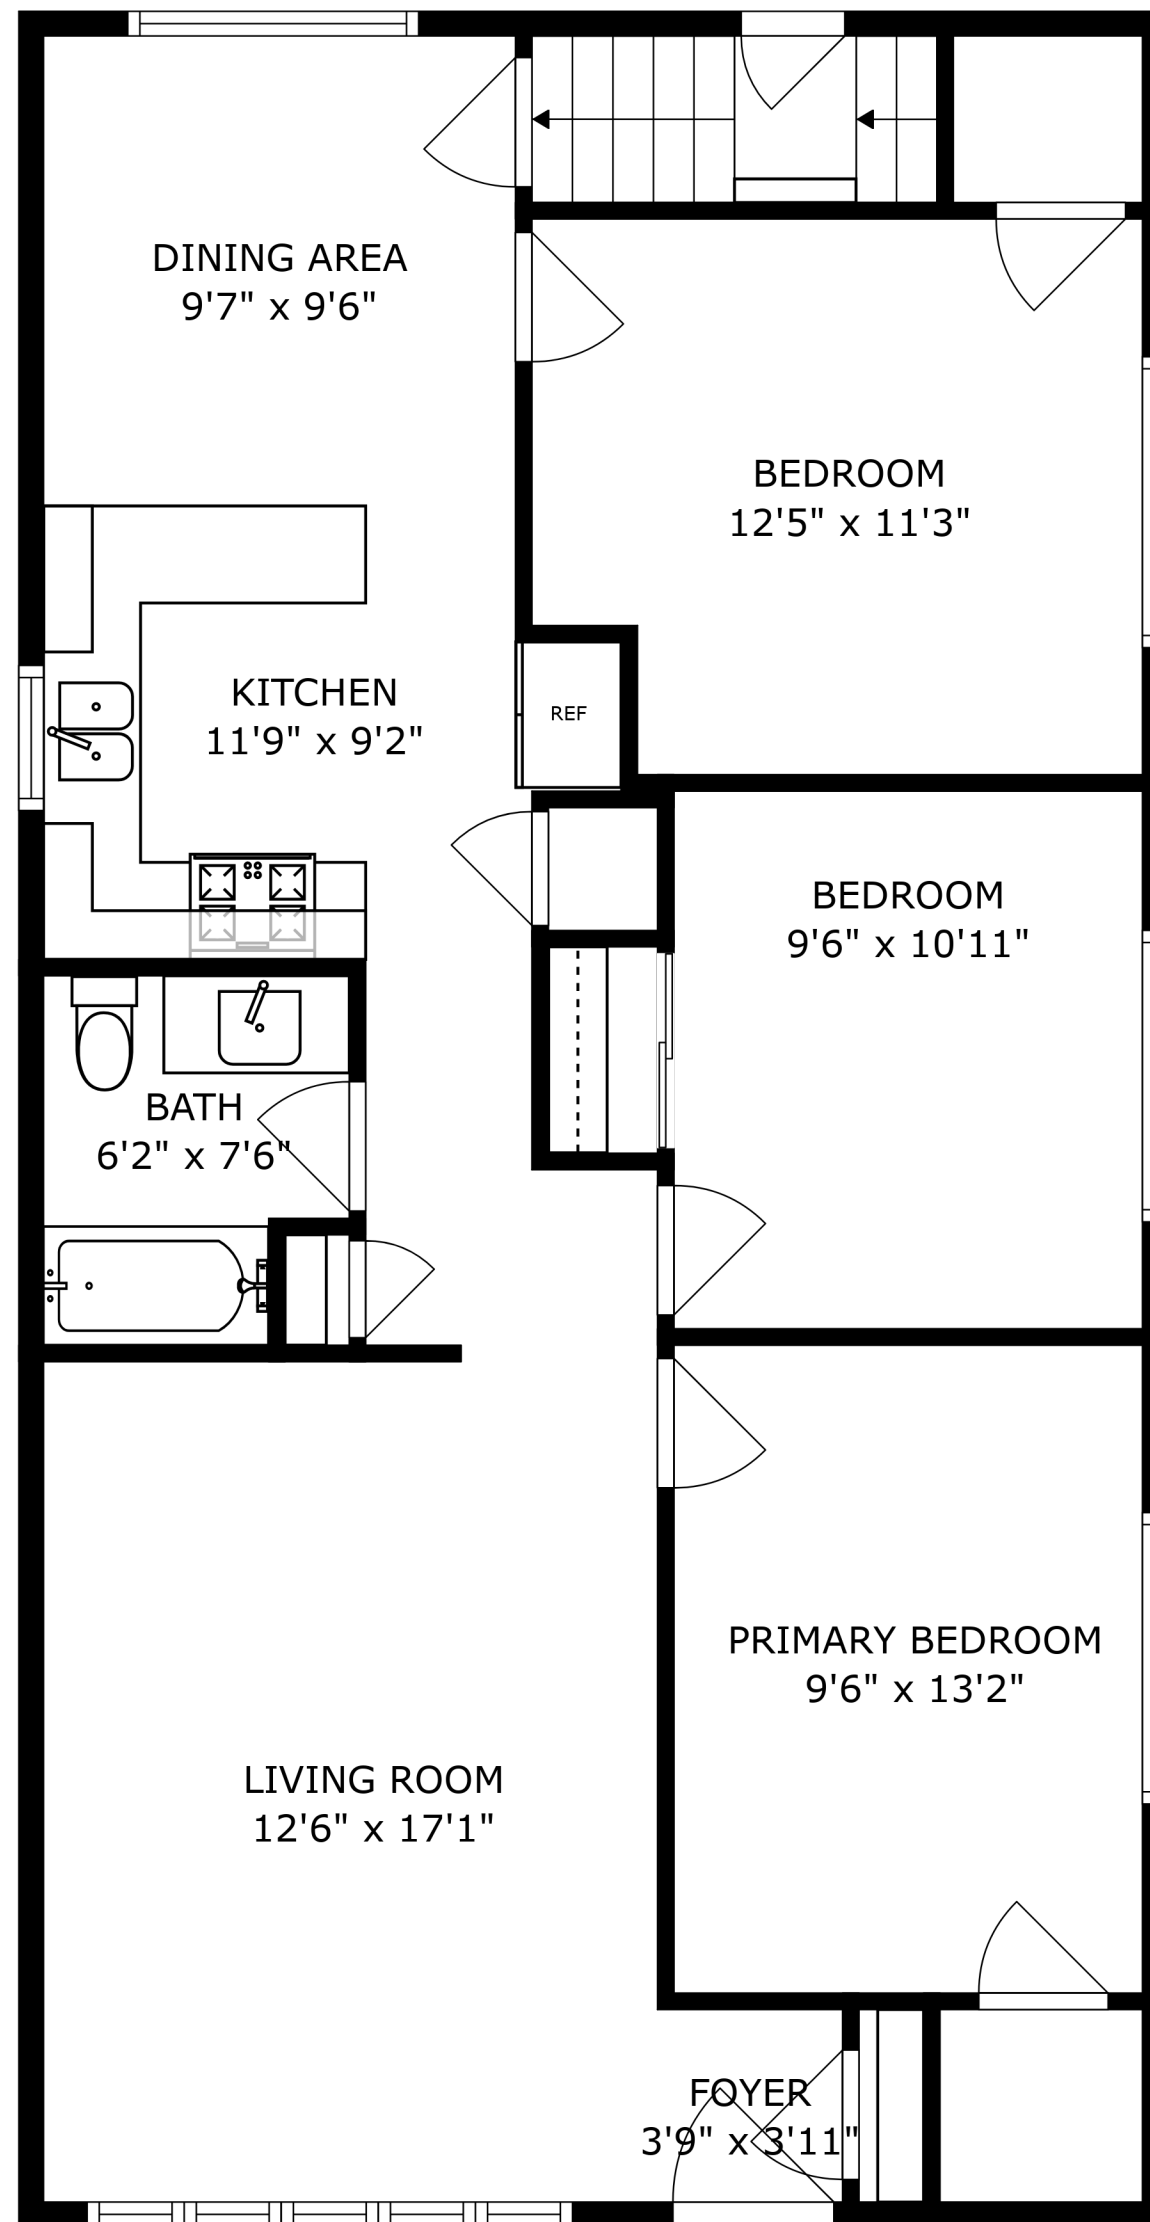 DINING AREA
9'7" x 9'6"
BEDROOM
12'5" x 11'3"
KITCHEN
11'9" x 9'2"
REF
BEDROOM
9'6" x 10'11"
BATH
6'2" x 7'6"
PRIMARY BEDROOM
9'6" x 13'2"
LIVING ROOM
12'6" x 17'1"
FOYER
3'9" x 3'11"